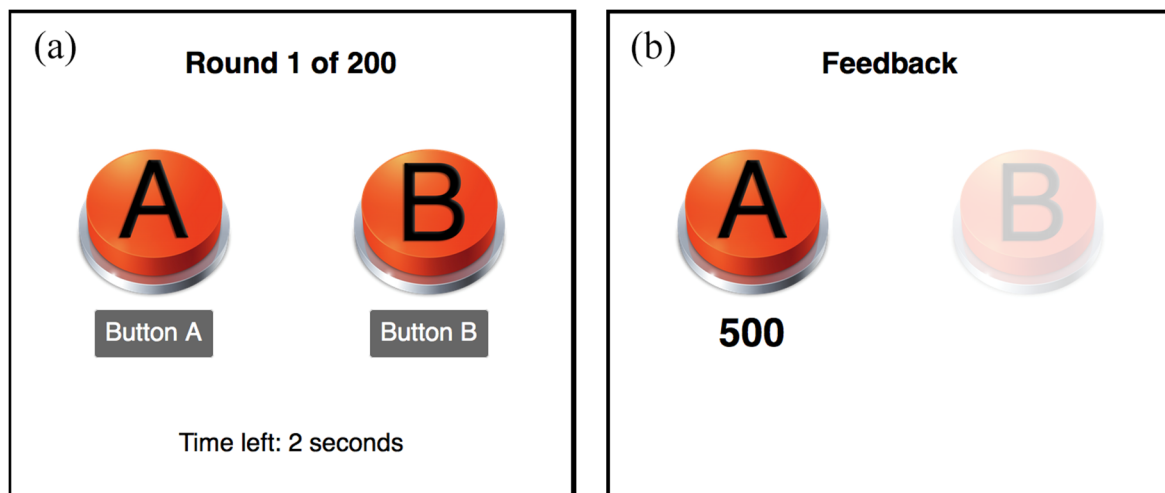 (a)
Round 1 of 200
A
B
Button A
Button B
Time left: 2 seconds
(b)
Feedback
A
B
500